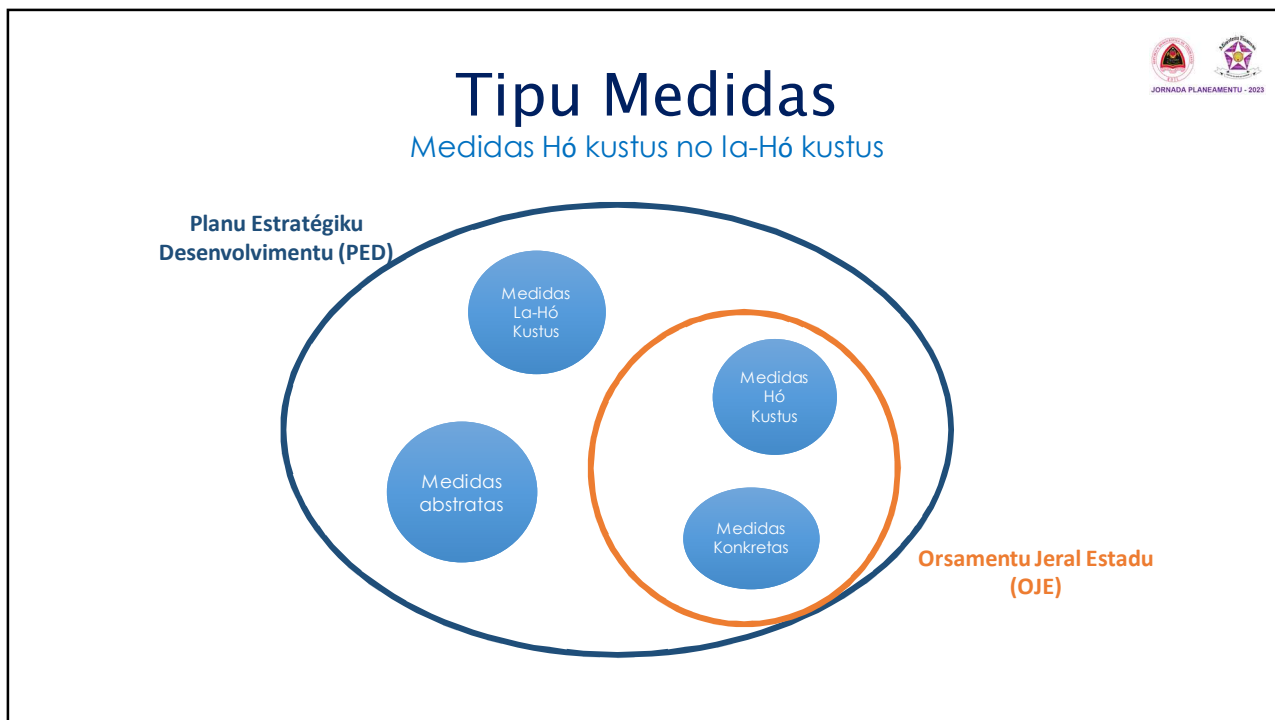 JORNADA PLANEAMENTU - 2023
Tipu Medidas
Medidas Hó kustus no la-Hó kustus
Planu Estratégiku
Desenvolvimentu (PED)
Medidas
La-Hó
Kustus
Medidas
Hó
Kustus
Medidas
abstratas
Medidas
Konkretas
Orsamentu Jeral Estadu
(OJE)